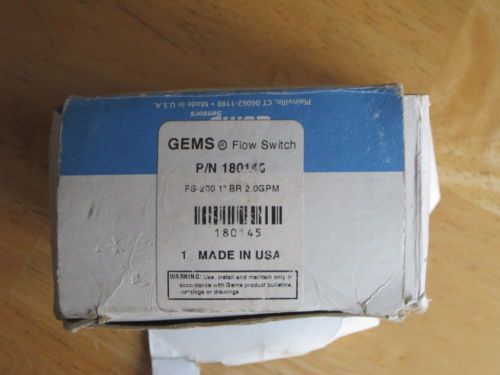 Plainville, CT 06062-1198 • Made in U.S.A.
Gems
Sensors
GEMS® Flow Switch
P/N 180145
FS-200 1" BR 2.0GPM
180145
1 MADE IN USA
WARNING: Use, install and maintain only in
accordance with Gems product bulletins,
catalogs or drawings